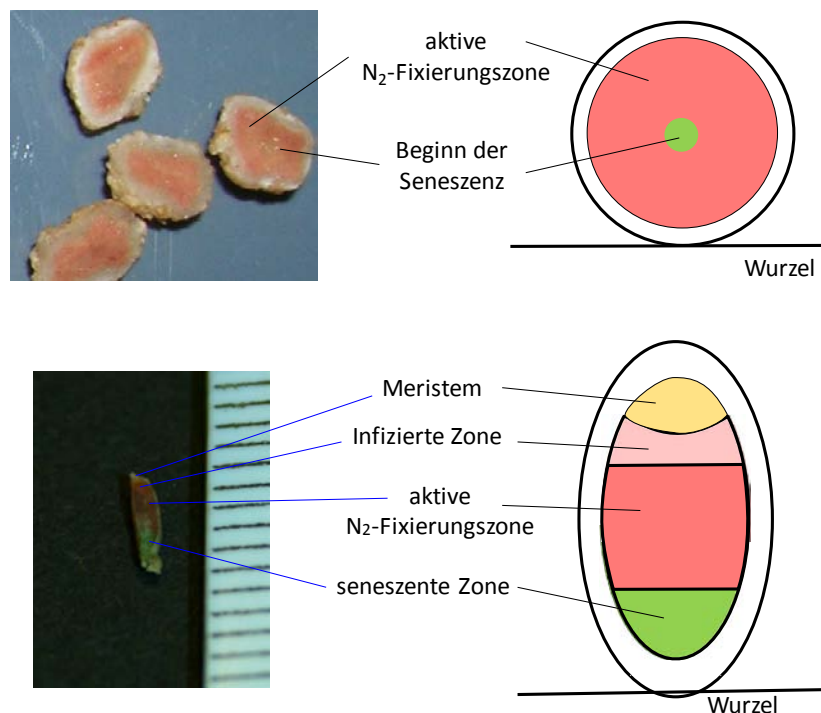 aktive
N₂-Fixierungszone
Beginn der
Seneszenz
Wurzel
Meristem
Infizierte Zone
aktive
N₂-Fixierungszone
seneszente Zone
Wurzel